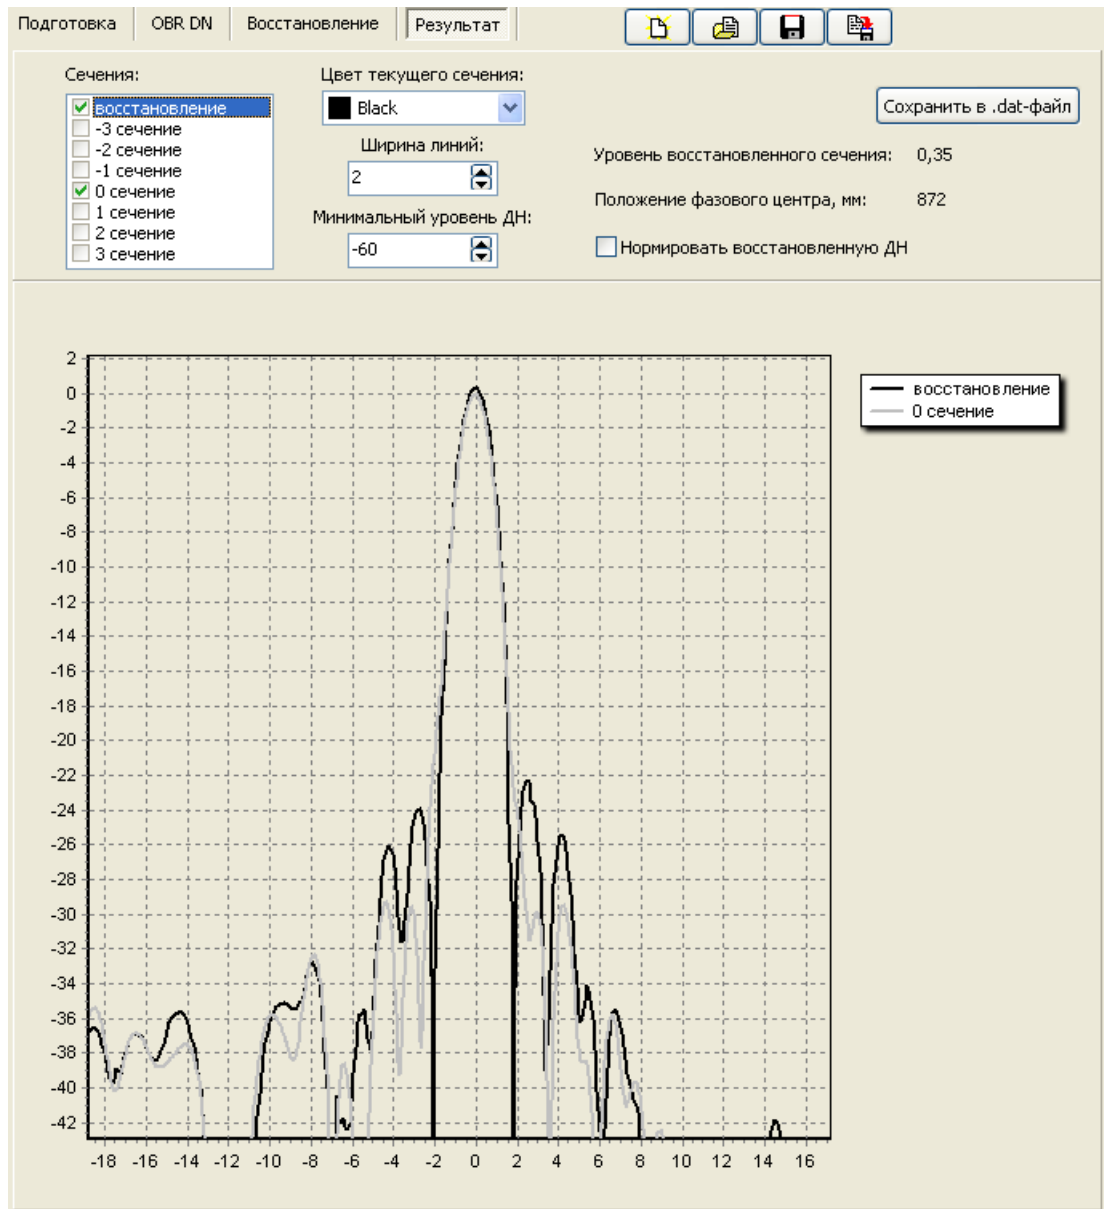 Подготовка OBR DN Восстановление Результат
Сечения:
восстановление
-3 сечение
-2 сечение
-1 сечение
0 сечение
1 сечение
2 сечение
3 сечение
Цвет текущего сечения:
Black
Ширина линий:
2
Минимальный уровень ДН:
-60
Сохранить в .dat-файл
Уровень восстановленного сечения: 0,35
Положение фазового центра, мм: 872
Нормировать восстановленную ДН
2
0
-2
-4
-6
-8
-10
-12
-14
-16
-18
-20
-22
-24
-26
-28
-30
-32
-34
-36
-38
-40
-42
-18 -16 -14 -12 -10 -8 -6 -4 -2 0 2 4 6 8 10 12 14 16
восстановление
0 сечение